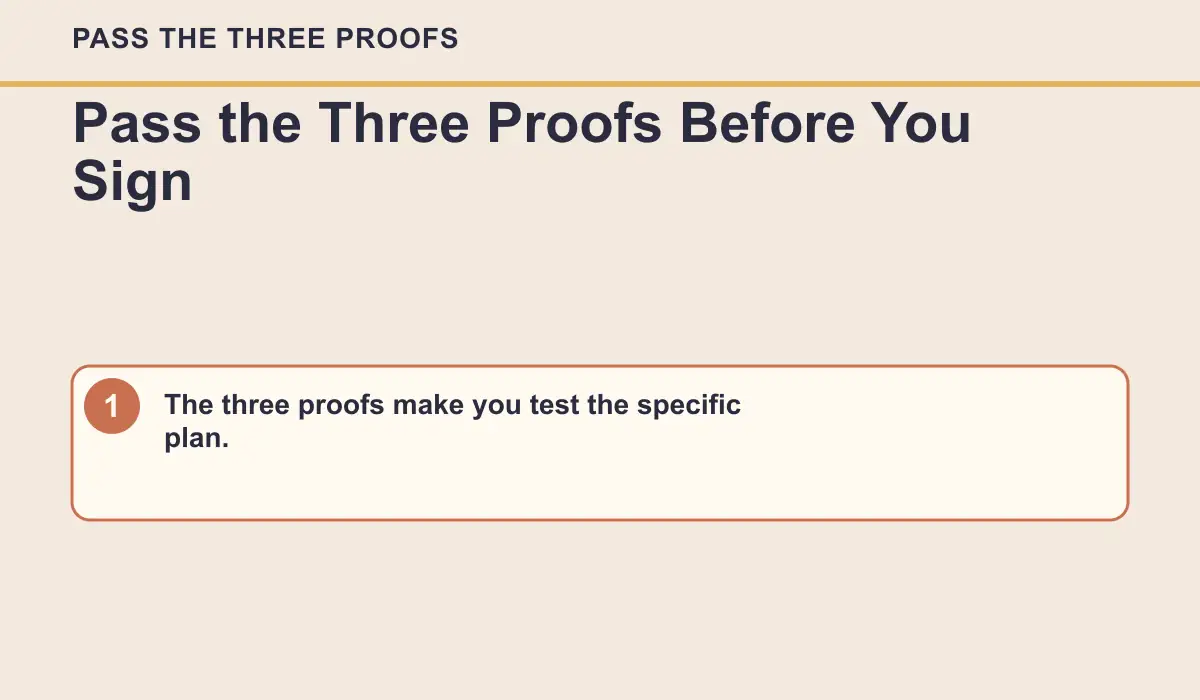 PASS THE THREE PROOFS
Pass the Three Proofs Before You
Sign
1
The three proofs make you test the specific
plan.